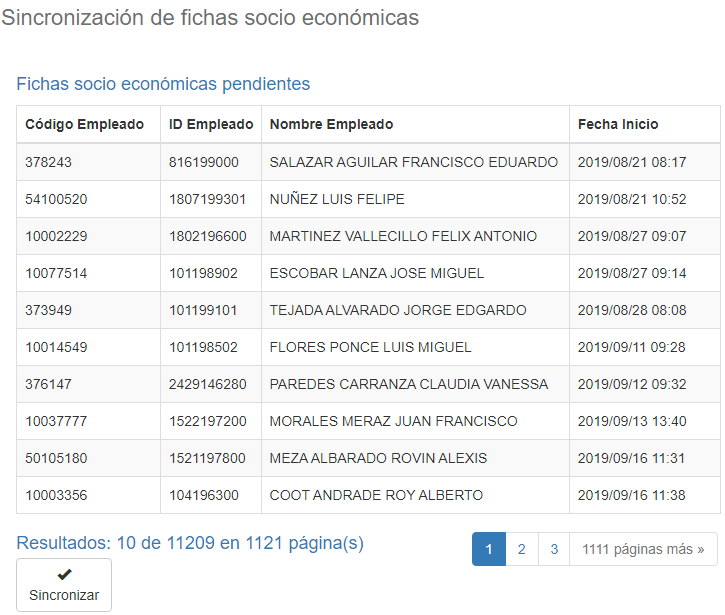 Sincronización de fichas socio económicas
Fichas socio económicas pendientes
Código Empleado ID Empleado Nombre Empleado Fecha Inicio
378243 816199000 SALAZAR AGUILAR FRANCISCO EDUARDO 2019/08/21 08:17
54100520 1807199301 NUÑEZ LUIS FELIPE 2019/08/21 10:52
10002229 1802196600 MARTINEZ VALLECILLO FELIX ANTONIO 2019/08/27 09:07
10077514 101198902 ESCOBAR LANZA JOSE MIGUEL 2019/08/27 09:14
373949 101199101 TEJADA ALVARADO JORGE EDGARDO 2019/08/28 08:08
10014549 101198502 FLORES PONCE LUIS MIGUEL 2019/09/11 09:28
376147 2429146280 PAREDES CARRANZA CLAUDIA VANESSA 2019/09/12 09:32
10037777 1522197200 MORALES MERAZ JUAN FRANCISCO 2019/09/13 13:40
50105180 1521197800 MEZA ALBARADO ROVIN ALEXIS 2019/09/16 11:31
10003356 104196300 COOT ANDRADE ROY ALBERTO 2019/09/16 11:38
Resultados: 10 de 11209 en 1121 página(s) 1 2 3 1111 páginas más »
✔
Sincronizar